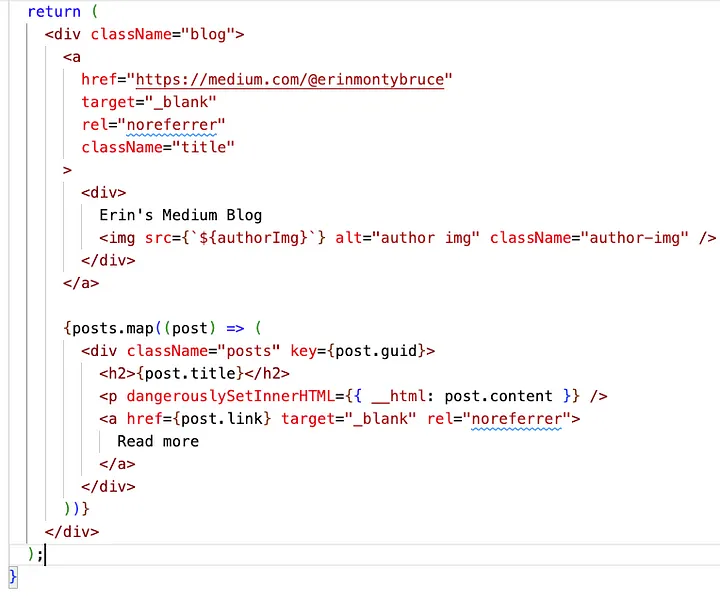 return (
<div className="blog">
<a
href="https://medium.com/@erinmontybruce"
target="_blank"
rel="noreferrer"
className="title"
>
<div>
Erin's Medium Blog
<img src={`${authorImg}`} alt="author img" className="author-img" />
</div>
</a>
{posts.map((post) => (
<div className="posts" key={post.guid}>
<h2>{post.title}</h2>
<p dangerouslySetInnerHTML={{ __html: post.content }} />
<a href={post.link} target="_blank" rel="noreferrer">
Read more
</a>
</div>
))}
</div>
);
}